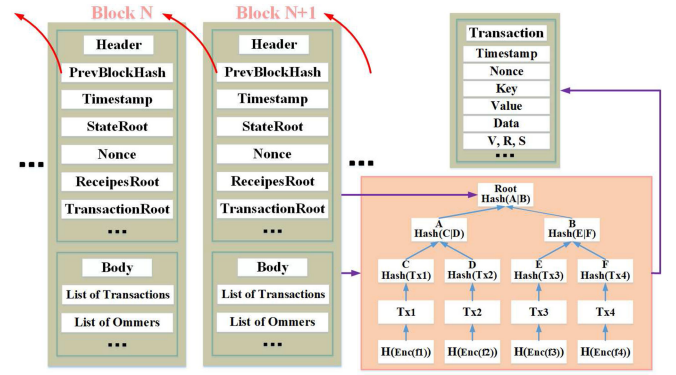 Block N
Header
PrevBlockHash
Timestamp
StateRoot
Nonce
ReceipesRoot
TransactionRoot
...
Body
List of Transactions
List of Ommers
...
...
Block N+1
Header
PrevBlockHash
Timestamp
StateRoot
Nonce
ReceipesRoot
TransactionRoot
...
Body
List of Transactions
List of Ommers
...
...
Transaction
Timestamp
Nonce
Key
Value
Data
V, R, S
...
Root
Hash(A|B)
A
Hash(C|D)
B
Hash(E|F)
C
Hash(Tx1)
D
Hash(Tx2)
E
Hash(Tx3)
F
Hash(Tx4)
Tx1
Tx2
Tx3
Tx4
H(Enc(f1))
H(Enc(f2))
H(Enc(f3))
H(Enc(f4))